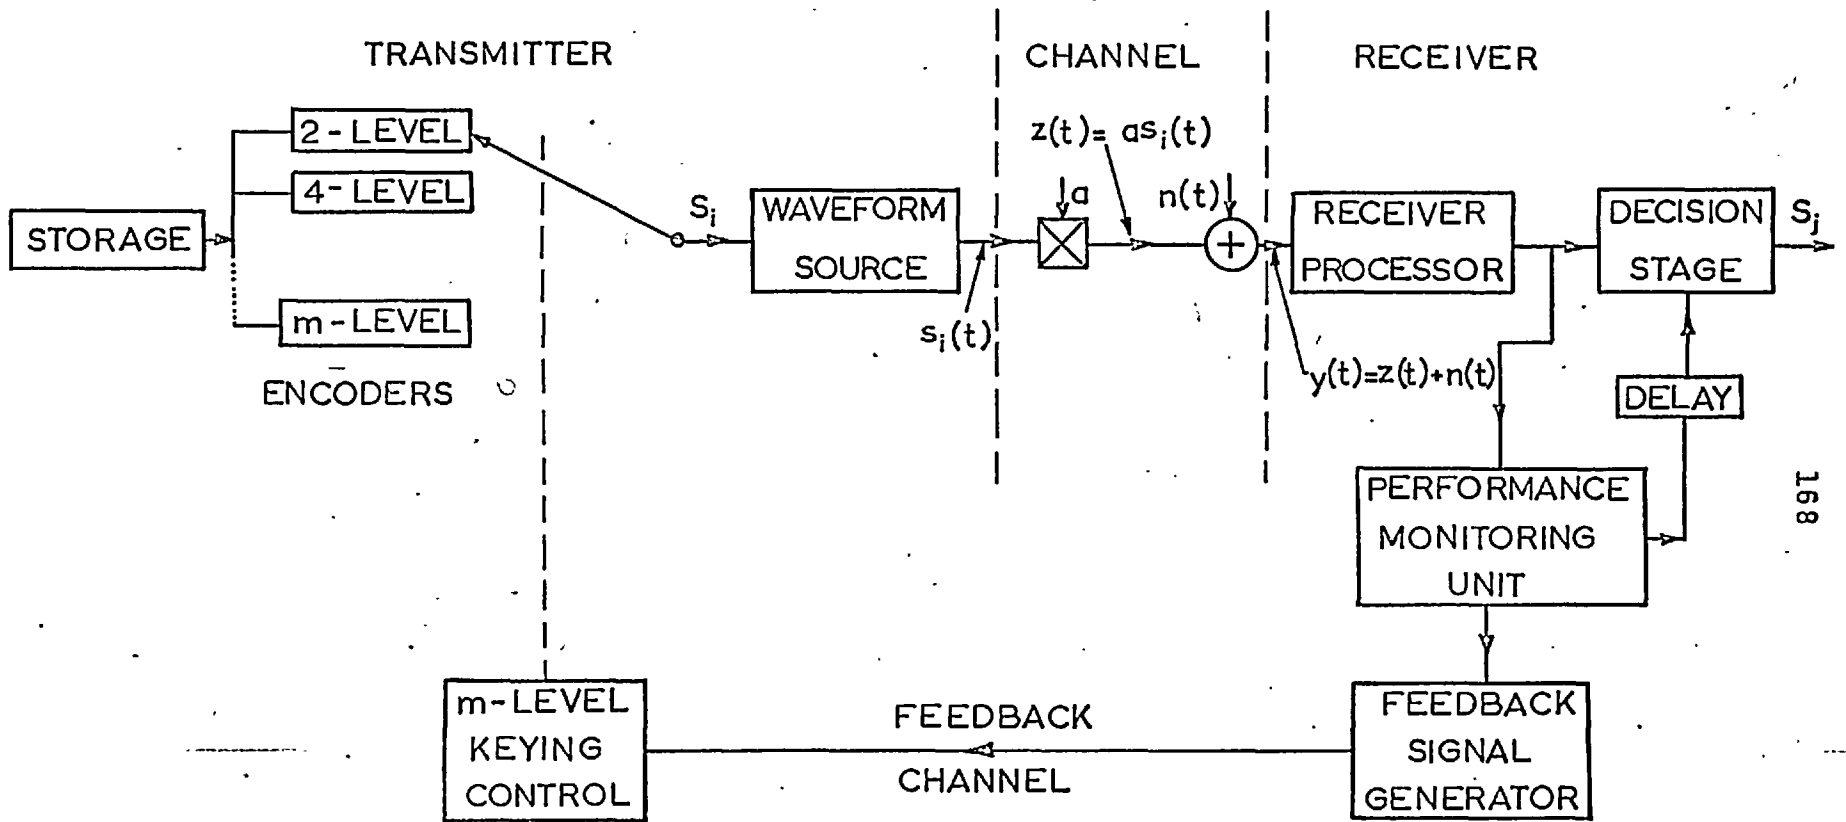 TRANSMITTER
CHANNEL
RECEIVER
2-LEVEL
4-LEVEL
m-LEVEL
ENCODERS
STORAGE
S_i
WAVEFORM
SOURCE
s_i(t)
z(t)= as_i(t)
a
n(t)
y(t)=z(t)+n(t)
RECEIVER
PROCESSOR
DECISION
STAGE
S_j
DELAY
PERFORMANCE
MONITORING
UNIT
168
m-LEVEL
KEYING
CONTROL
FEEDBACK
CHANNEL
FEEDBACK
SIGNAL
GENERATOR